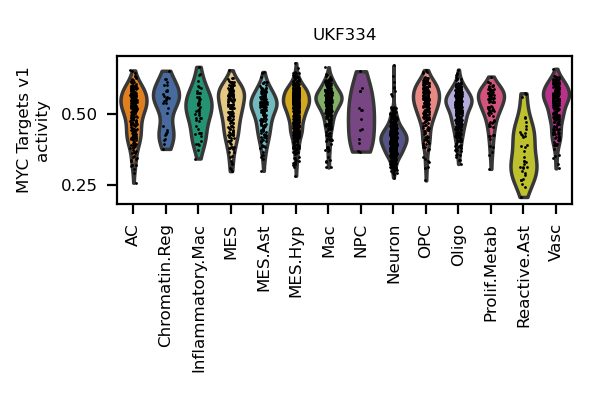 UKF334
MYC Targets v1
activity
0.50
0.25
AC
Chromatin.Reg
Inflammatory.Mac
MES
MES.Ast
MES.Hyp
Mac
NPC
Neuron
OPC
Oligo
Prolif.Metab
Reactive.Ast
Vasc